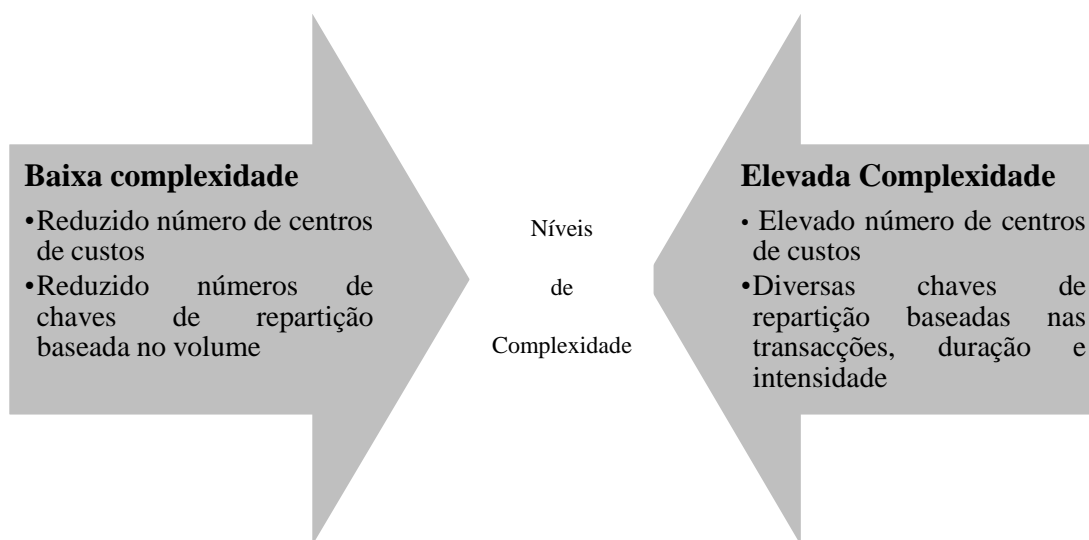 Baixa complexidade
•Reduzido número de centros
de custos
•Reduzido números de
chaves de repartição
baseada no volume
Níveis
de
Complexidade
Elevada Complexidade
• Elevado número de centros
de custos
•Diversas chaves de
repartição baseadas nas
transacções, duração e
intensidade